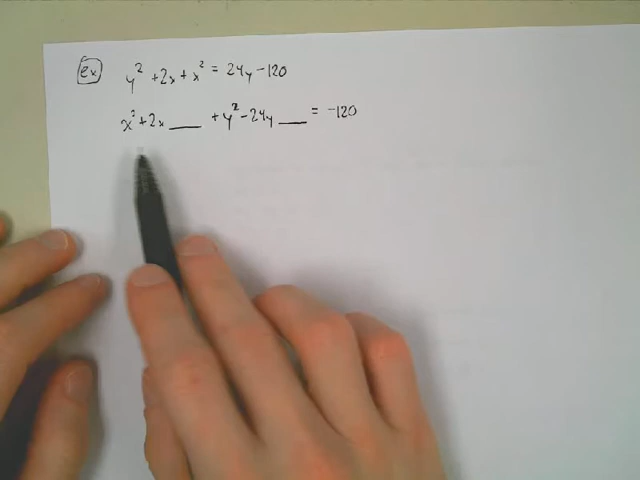 ex y² + 2x + x² = 24y - 120
x² + 2x ___ + y² - 24y ___ = -120